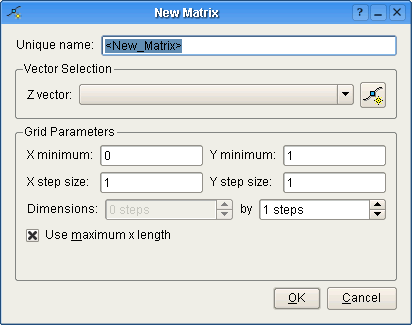 New Matrix
Unique name: <New_Matrix>
Vector Selection
Z vector:
Grid Parameters
X minimum: 0 Y minimum: 1
X step size: 1 Y step size: 1
Dimensions: 0 steps by 1 steps
Use maximum x length
OK Cancel